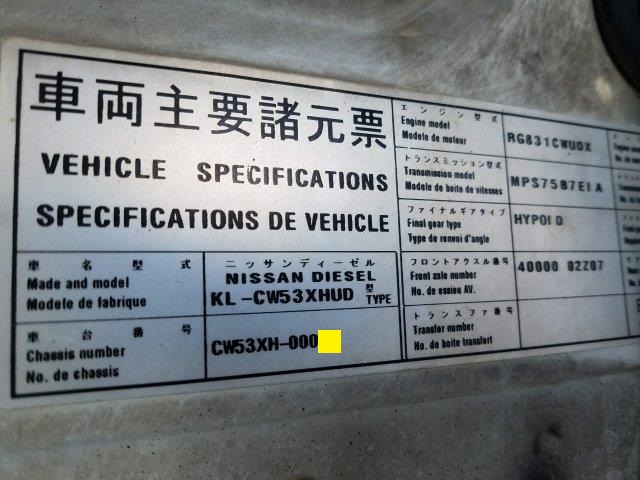 車両主要諸元票
VEHICLE SPECIFICATIONS
SPECIFICATIONS DE VEHICLE
車名型式
Made and model
Modele de fabrique
ニッサンディーゼル
NISSAN DIESEL
KL-CW53XHUD 型 TYPE
車台番号
Chassis number
No. de chassis
CW53XH-000
エンジン型式
Engine model
Modele de moteur
RG831CWUDX
トランスミッション型式
Transmission model
Modele de boite de vitesses
MPS75B7E1A
ファイナルギアタイプ
Final gear type
Type de renvoi d'angle
HYPOID
フロントアクスル番号
Front axle number
No. de essieu AV.
40000 02Z07
トランスファ番号
Transfer number
No. de boite transfert